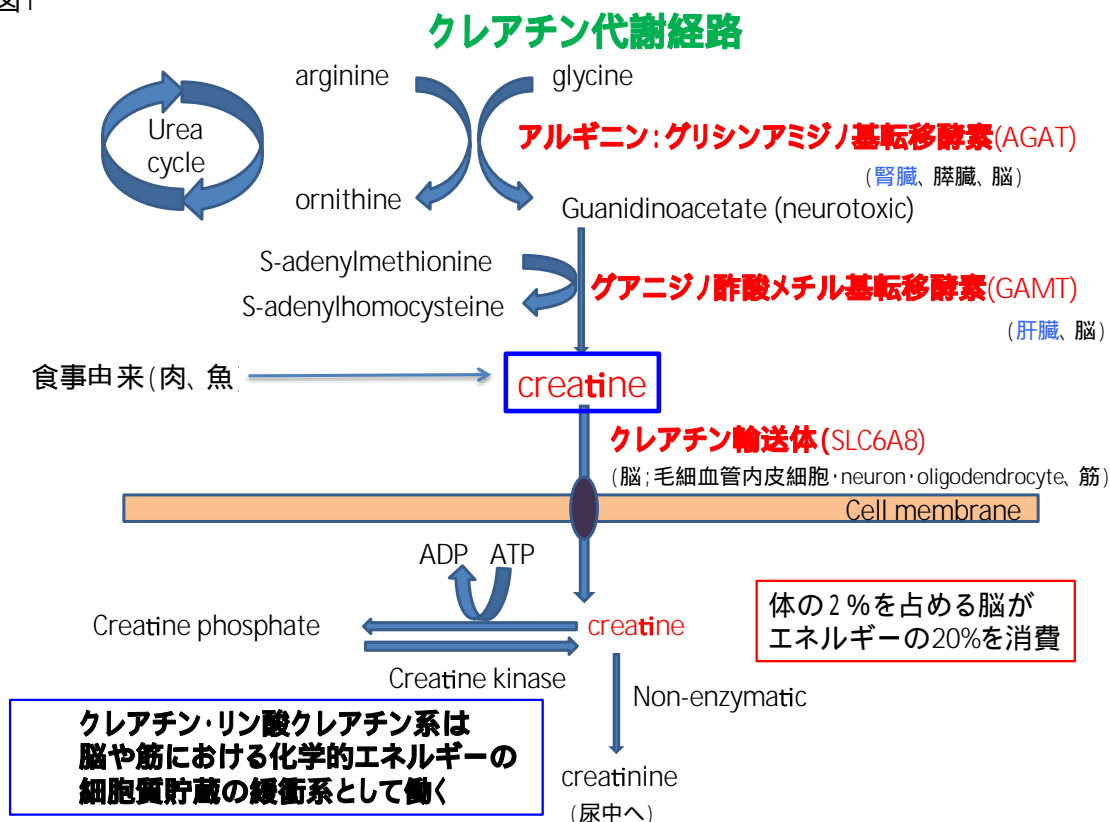 図1
クレアチン代謝経路
arginine
glycine
Urea
cycle
アルギニン:グリシンアミジノ基転移酵素(AGAT)
(腎臓、膵臓、脳)
ornithine
Guanidinoacetate (neurotoxic)
S-adenylmethionine
S-adenylhomocysteine
グアニジノ酢酸メチル基転移酵素(GAMT)
(肝臓、脳)
食事由来(肉、魚
creatine
クレアチン輸送体(SLC6A8)
(脳;毛細血管内皮細胞・neuron・oligodendrocyte、筋)
Cell membrane
ADP ATP
Creatine phosphate
creatine
Creatine kinase
体の2%を占める脳が
エネルギーの20%を消費
Non-enzymatic
クレアチン・リン酸クレアチン系は
脳や筋における化学的エネルギーの
細胞質貯蔵の緩衝系として働く
creatinine
(尿中へ)